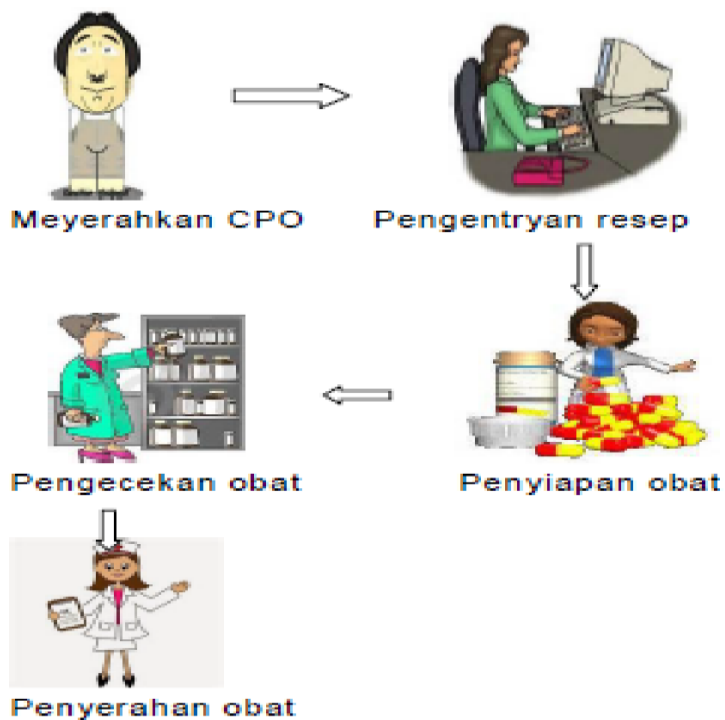 Meyerahkan CPO
Pengentryan resep
Penyiapan obat
Pengecekan obat
Penyerahan obat